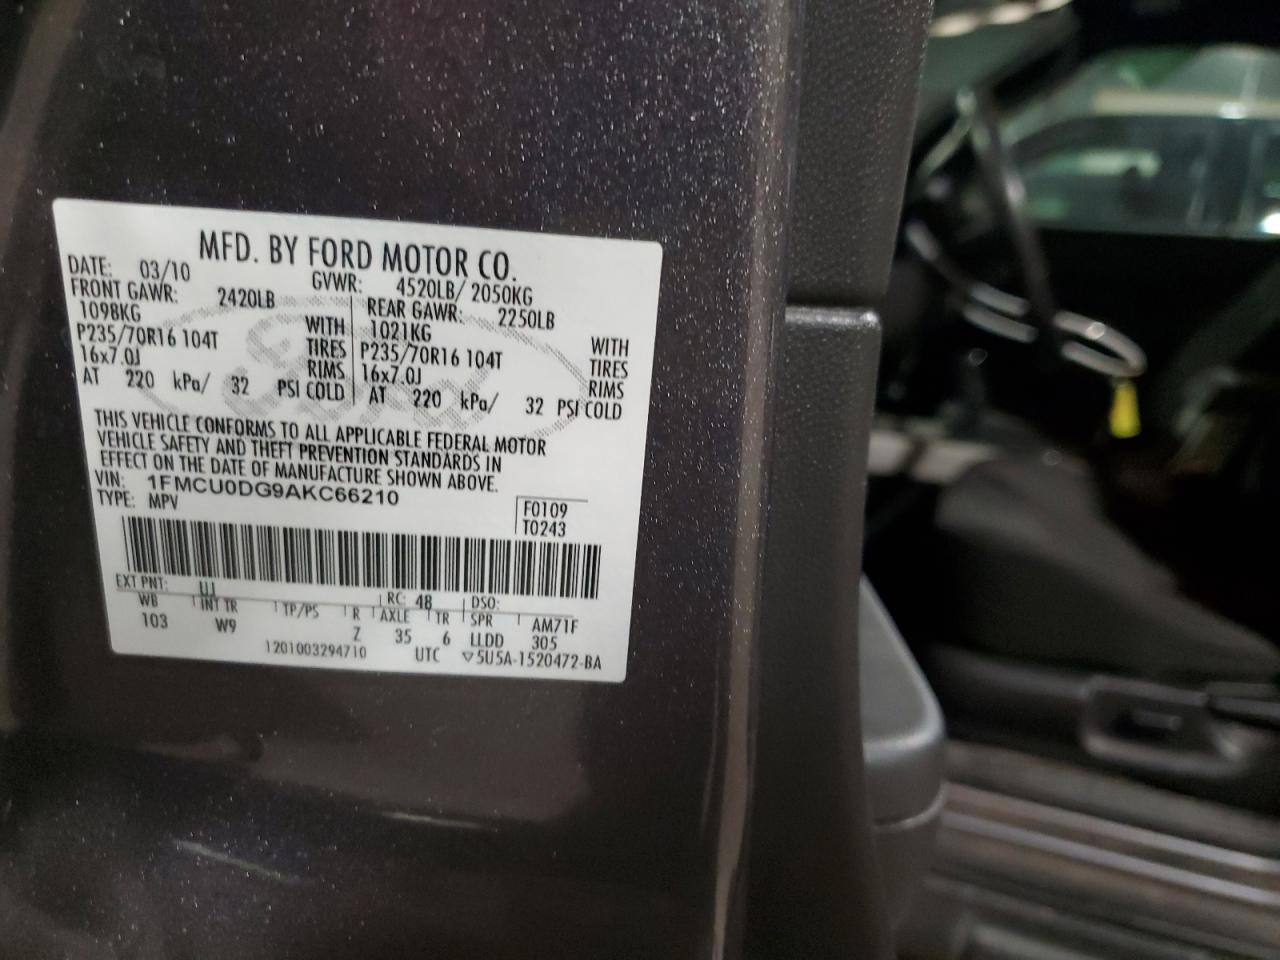 MFD. BY FORD MOTOR CO.
DATE: 03/10 GVWR: 4520LB/ 2050KG
FRONT GAWR: 2420LB REAR GAWR: 2250LB
1098KG WITH 1021KG WITH
P235/70R16 104T TIRES P235/70R16 104T TIRES
16x7.0J RIMS 16x7.0J RIMS
AT 220 kPa/ 32 PSI COLD AT 220 kPa/ 32 PSI COLD
THIS VEHICLE CONFORMS TO ALL APPLICABLE FEDERAL MOTOR
VEHICLE SAFETY AND THEFT PREVENTION STANDARDS IN
EFFECT ON THE DATE OF MANUFACTURE SHOWN ABOVE.
VIN: 1FMCU0DG9AKC66210 F0109
TYPE: MPV T0243
EXT PNT: UJ RC: 48 DSO:
WB INT TR TP/PS R AXLE TR SPR AM71F
103 W9 Z 35 6 LLDD 305
1201003294710 UTC ▽5U5A-1520472-BA
Ford